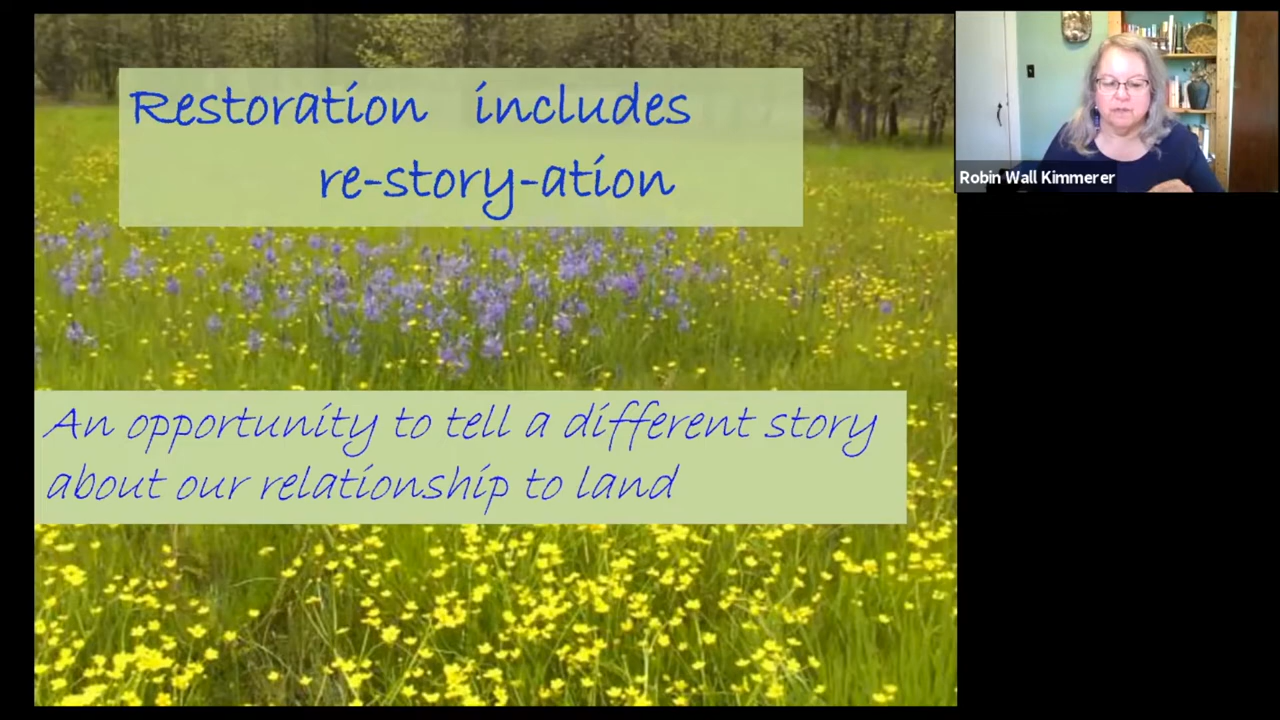 Restoration includes
re-story-ation
An opportunity to tell a different story
about our relationship to land
Robin Wall Kimmerer